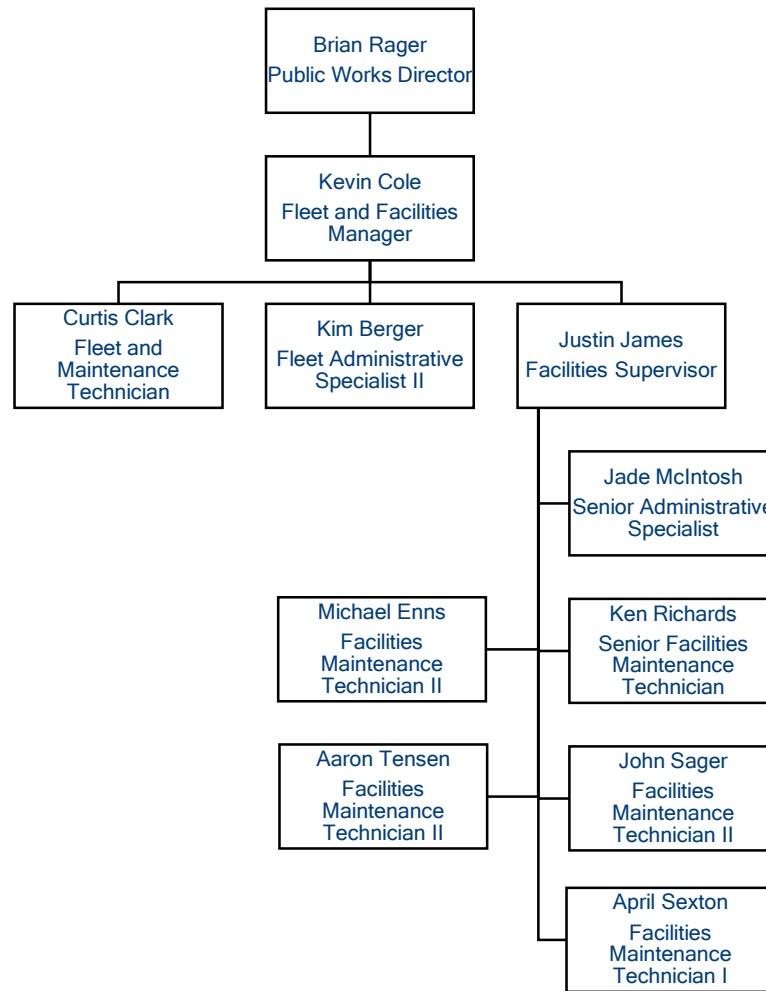 Brian Rager
Public Works Director
Kevin Cole
Fleet and Facilities
Manager
Curtis Clark
Fleet and
Maintenance
Technician
Kim Berger
Fleet Administrative
Specialist II
Justin James
Facilities Supervisor
Jade McIntosh
Senior Administrative
Specialist
Michael Enns
Facilities
Maintenance
Technician II
Ken Richards
Senior Facilities
Maintenance
Technician
Aaron Tensen
Facilities
Maintenance
Technician II
John Sager
Facilities
Maintenance
Technician II
April Sexton
Facilities
Maintenance
Technician I